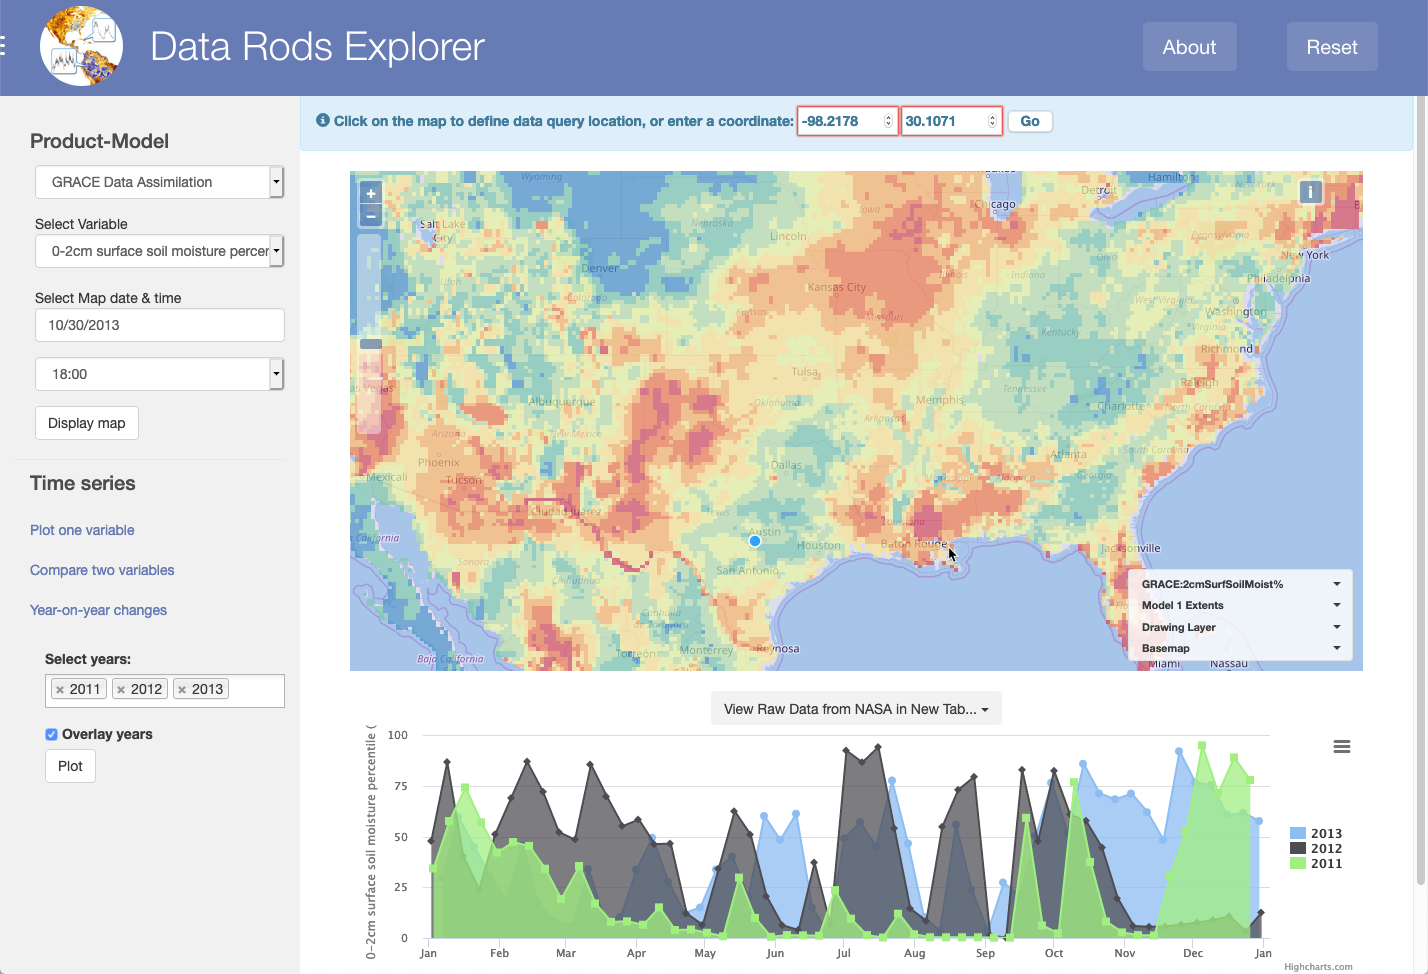 Data Rods Explorer
About
Reset
Click on the map to define data query location, or enter a coordinate: -98.2178 30.1071 Go
Product-Model
GRACE Data Assimilation
Select Variable
0-2cm surface soil moisture percer
Select Map date & time
10/30/2013
18:00
Display map
Time series
Plot one variable
Compare two variables
Year-on-year changes
Select years:
× 2011 × 2012 × 2013
Overlay years
Plot
+
−
i
Wyoming
Salt Lake
City
Nebraska
Iowa
Lincoln
Chicago
Detroit
Hamilton
New York
Pennsylvania
New York
Philadelphia
Denver
Utah
Colorado
Kansas City
Illinois
Indiana
Ohio
West Virginia
Washington
Virginia
Richmond
Kansas
Missouri
Kentucky
as Vegas
Albuquerque
Tulsa
Oklahoma
Memphis
Tennessee
Raleigh
Charlotte
North Carolina
Arkansas
Arizona
New Mexico
Phoenix
Mexicali
Tucson
Dallas
Mississippi
Alabama
Atlanta
Georgia
South Carolina
Ciudad Juárez
Texas
Louisiana
a California
Austin
Houston
Baton Rouge
Jacksonville
Sonora
Chihuahua
San Antonio
Coahuila
de Zaragoza
Torreón
Monterrey
Reynosa
Baja California
Miami
Nassau
GRACE:2cmSurfSoilMoist%
Model 1 Extents
Drawing Layer
Basemap
View Raw Data from NASA in New Tab...
0-2cm surface soil moisture percentile (
100
75
50
25
0
Jan Feb Mar Apr May Jun Jul Aug Sep Oct Nov Dec Jan
2013
2012
2011
Highcharts.com